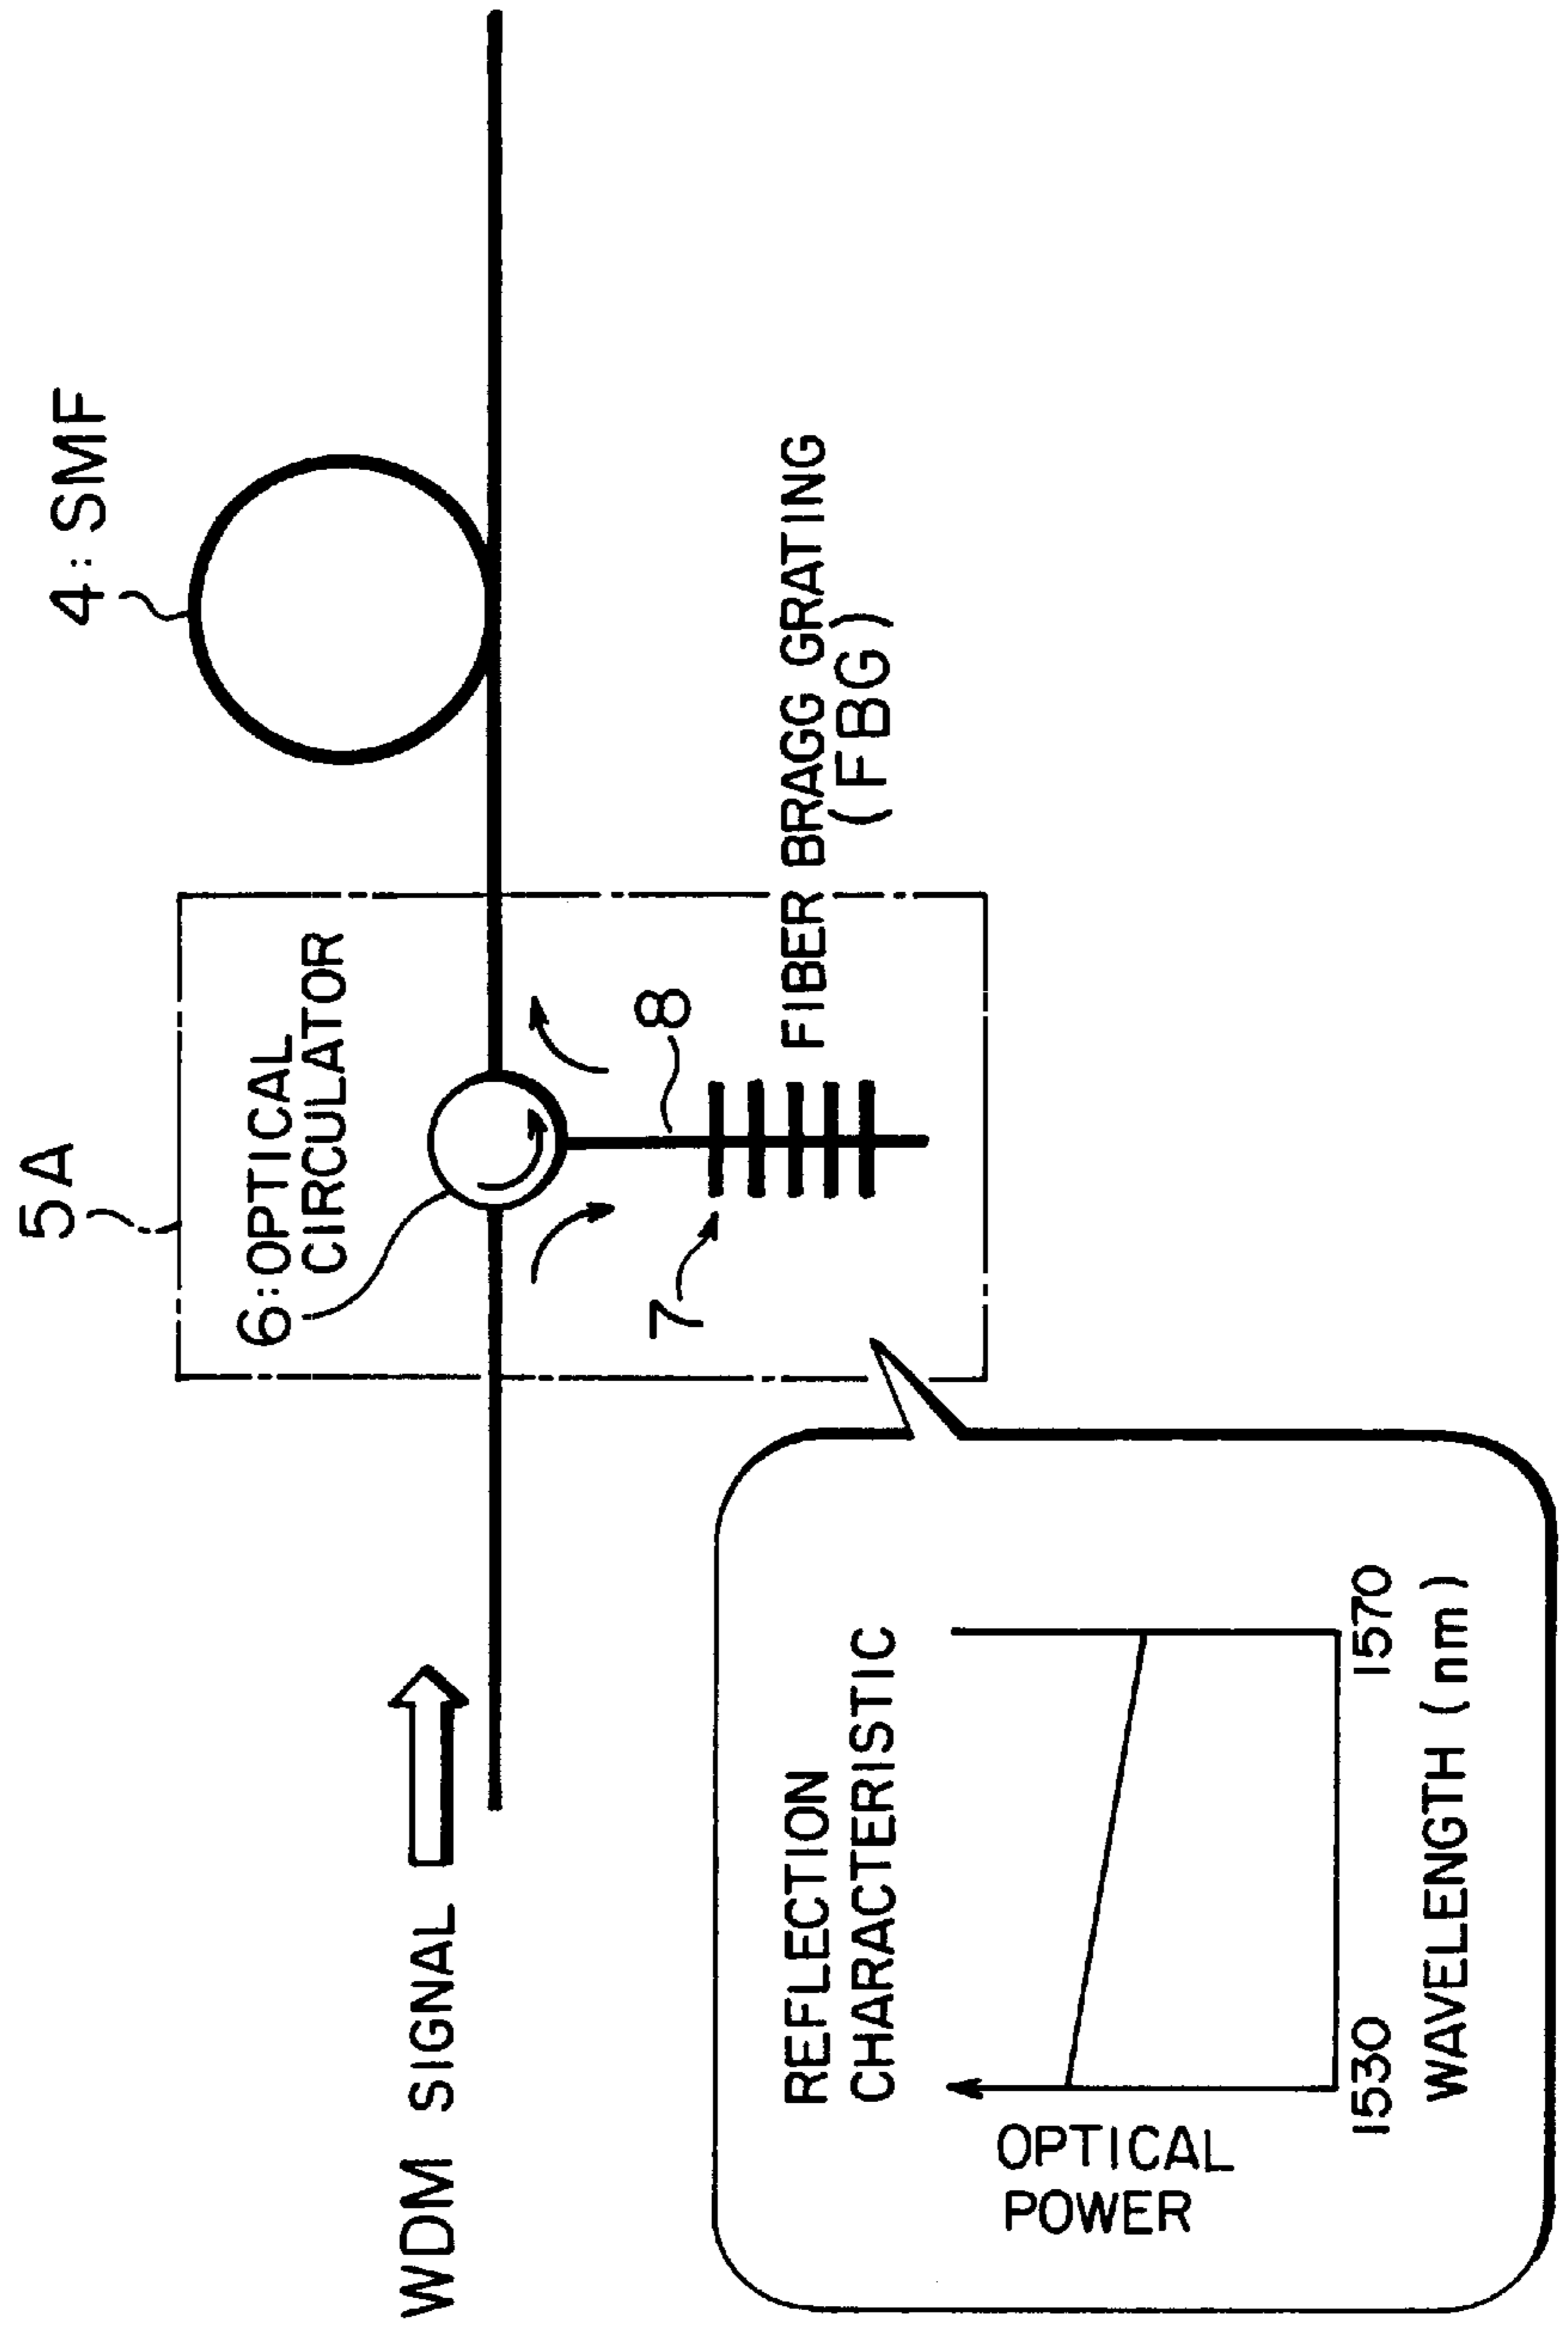 5A
4: SMF
6: OPTICAL
CIRCULATOR
WDM SIGNAL
8
7
FIBER BRAGG GRATING
(FBG)
REFLECTION
CHARACTERISTIC
OPTICAL
POWER
1530
1570
WAVELENGTH (nm)